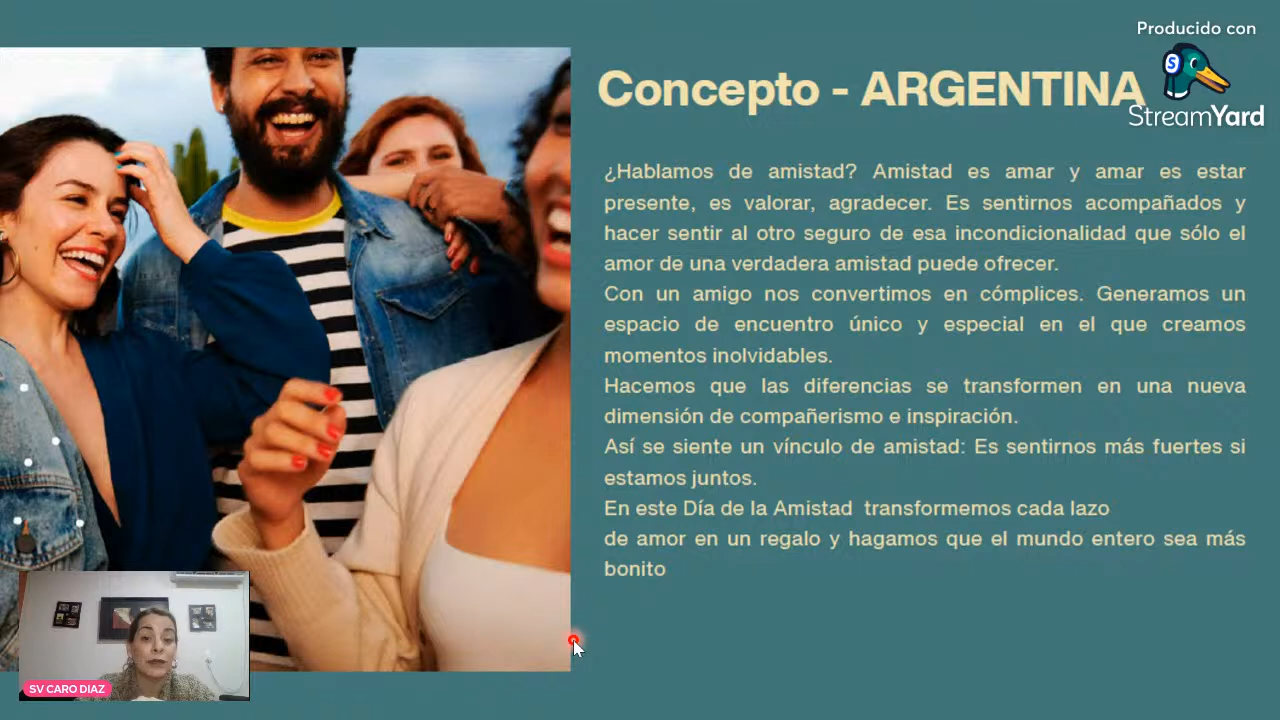 Producido con
StreamYard
Concepto - ARGENTINA
¿Hablamos de amistad? Amistad es amar y amar es estar
presente, es valorar, agradecer. Es sentirnos acompañados y
hacer sentir al otro seguro de esa incondicionalidad que sólo el
amor de una verdadera amistad puede ofrecer.
Con un amigo nos convertimos en cómplices. Generamos un
espacio de encuentro único y especial en el que creamos
momentos inolvidables.
Hacemos que las diferencias se transformen en una nueva
dimensión de compañerismo e inspiración.
Así se siente un vínculo de amistad: Es sentirnos más fuertes si
estamos juntos.
En este Día de la Amistad  transformemos cada lazo
de amor en un regalo y hagamos que el mundo entero sea más
bonito
SV CARO DIAZ